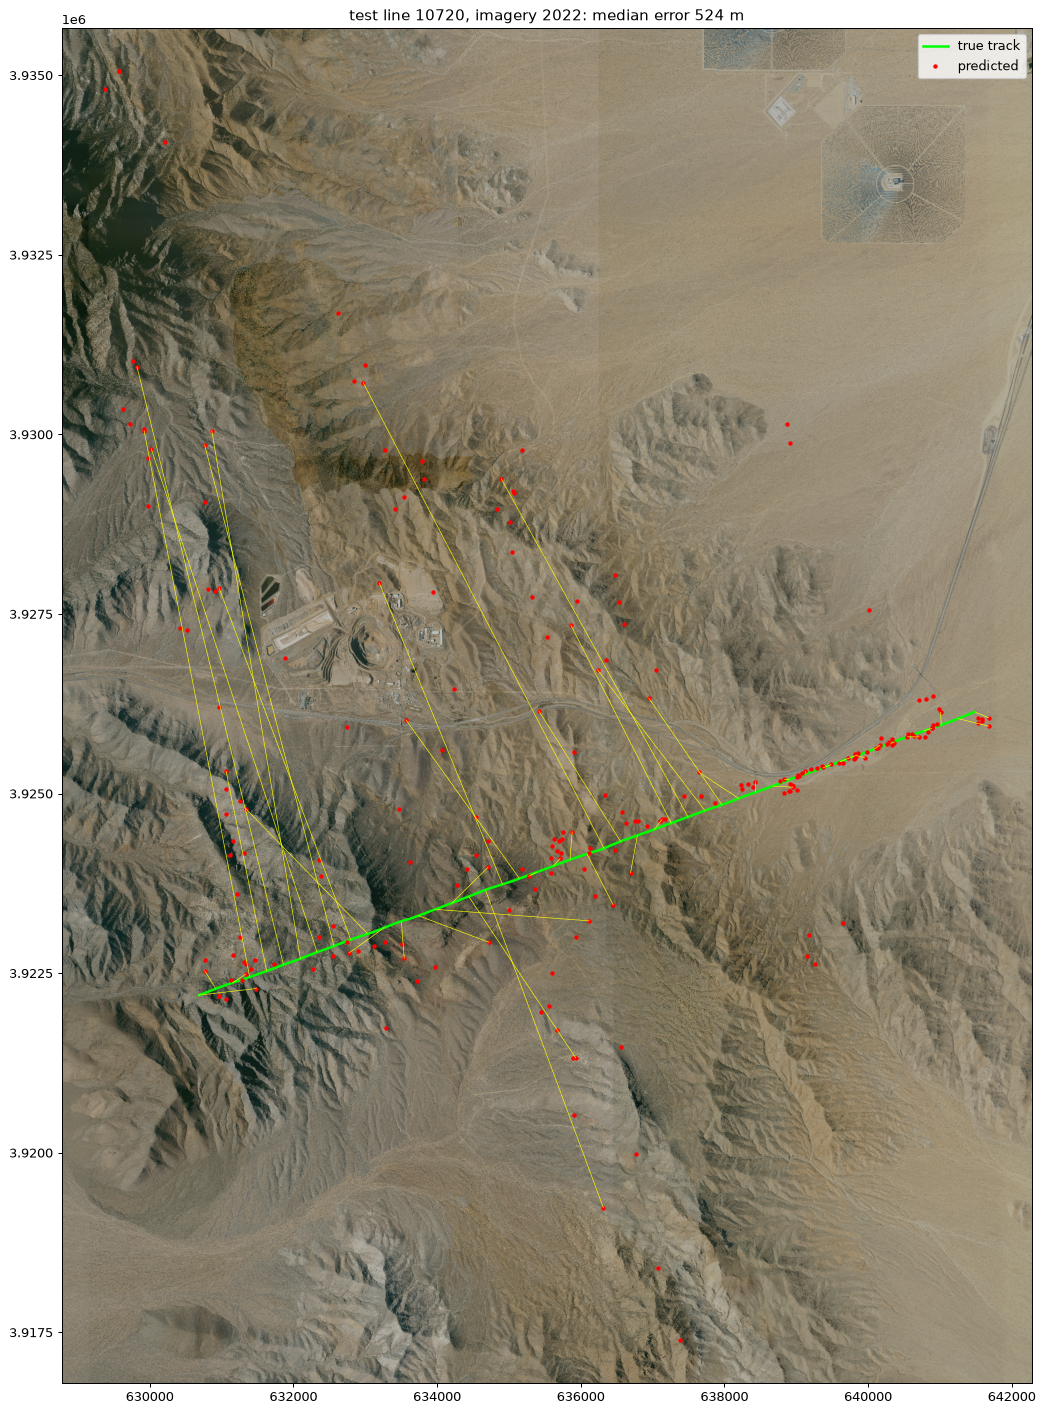 test line 10720, imagery 2022: median error 524 m
1e6
true track
predicted
3.9350
3.9325
3.9300
3.9275
3.9250
3.9225
3.9200
3.9175
630000 632000 634000 636000 638000 640000 642000